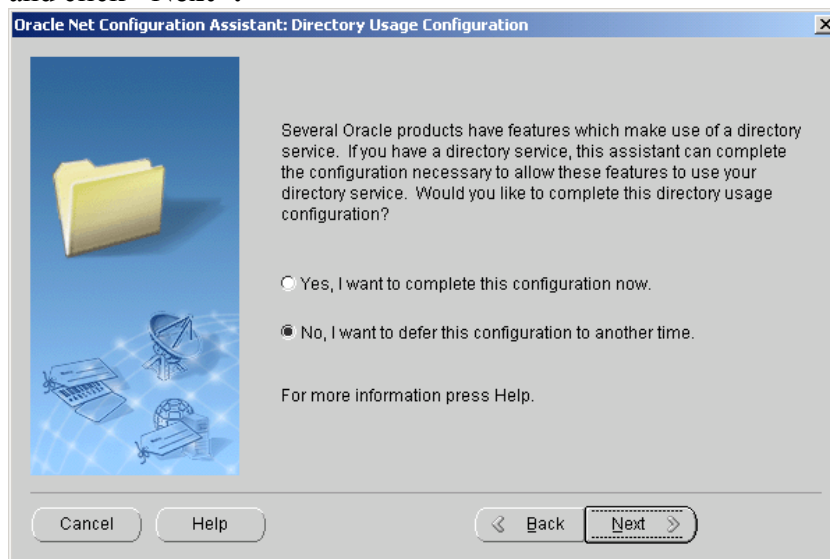 and click “Next”.
Oracle Net Configuration Assistant: Directory Usage Configuration
Several Oracle products have features which make use of a directory
service. If you have a directory service, this assistant can complete
the configuration necessary to allow these features to use your
directory service. Would you like to complete this directory usage
configuration?
Yes, I want to complete this configuration now.
No, I want to defer this configuration to another time.
For more information press Help.
Cancel Help Back Next